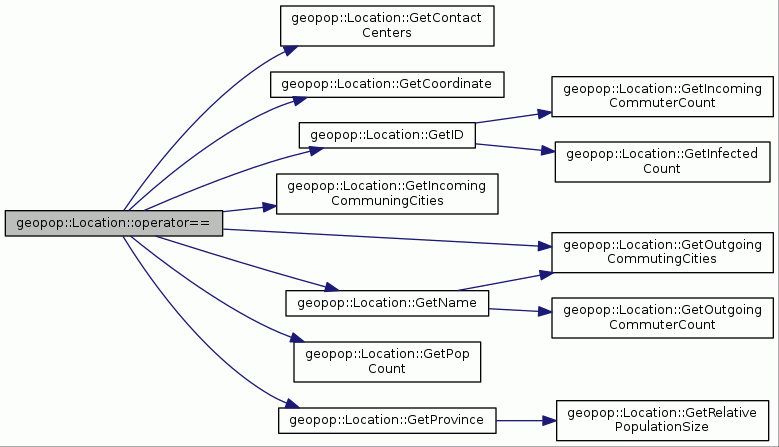 geopop::Location::GetContact
Centers
geopop::Location::GetCoordinate
geopop::Location::GetIncoming
CommuterCount
geopop::Location::GetID
geopop::Location::GetInfected
Count
geopop::Location::GetIncoming
CommuningCities
geopop::Location::operator==
geopop::Location::GetOutgoing
CommutingCities
geopop::Location::GetName
geopop::Location::GetOutgoing
CommuterCount
geopop::Location::GetPop
Count
geopop::Location::GetProvince
geopop::Location::GetRelative
PopulationSize